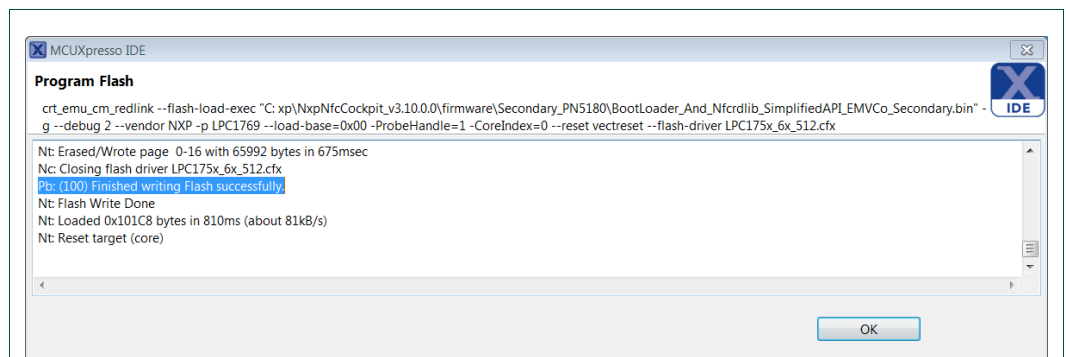 MCUXpresso IDE
Program Flash
crt_emu_cm_redlink --flash-load-exec "C: xp\NxpNfcCockpit_v3.10.0.0\firmware\Secondary_PN5180\BootLoader_And_Nfcrdlib_SimplifiedAPI_EMVCo_Secondary.bin" -
g --debug 2 --vendor NXP -p LPC1769 --load-base=0x00 -ProbeHandle=1 -CoreIndex=0 --reset vectreset --flash-driver LPC175x_6x_512.cfx
IDE
Nt: Erased/Wrote page  0-16 with 65992 bytes in 675msec
Nc: Closing flash driver LPC175x_6x_512.cfx
Pb: (100) Finished writing Flash successfully.
Nt: Flash Write Done
Nt: Loaded 0x101C8 bytes in 810ms (about 81kB/s)
Nt: Reset target (core)
OK